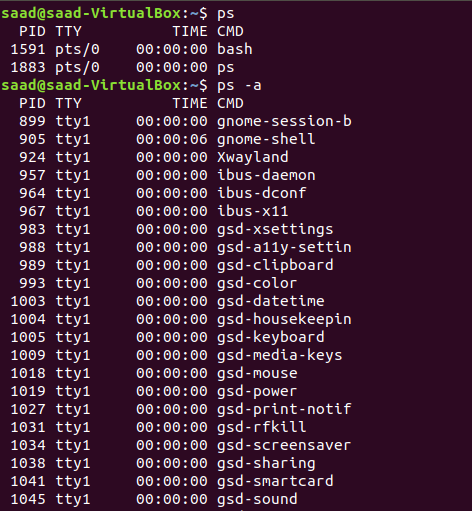 saad@saad-VirtualBox:~$ ps
PID TTY TIME CMD
1591 pts/0 00:00:00 bash
1883 pts/0 00:00:00 ps
saad@saad-VirtualBox:~$ ps -a
PID TTY TIME CMD
899 tty1 00:00:00 gnome-session-b
905 tty1 00:00:06 gnome-shell
924 tty1 00:00:00 Xwayland
957 tty1 00:00:00 ibus-daemon
964 tty1 00:00:00 ibus-dconf
967 tty1 00:00:00 ibus-x11
983 tty1 00:00:00 gsd-xsettings
988 tty1 00:00:00 gsd-a11y-settin
989 tty1 00:00:00 gsd-clipboard
993 tty1 00:00:00 gsd-color
1003 tty1 00:00:00 gsd-datetime
1004 tty1 00:00:00 gsd-housekeepin
1005 tty1 00:00:00 gsd-keyboard
1009 tty1 00:00:00 gsd-media-keys
1018 tty1 00:00:00 gsd-mouse
1019 tty1 00:00:00 gsd-power
1027 tty1 00:00:00 gsd-print-notif
1031 tty1 00:00:00 gsd-rfkill
1034 tty1 00:00:00 gsd-screensaver
1038 tty1 00:00:00 gsd-sharing
1041 tty1 00:00:00 gsd-smartcard
1045 tty1 00:00:00 gsd-sound